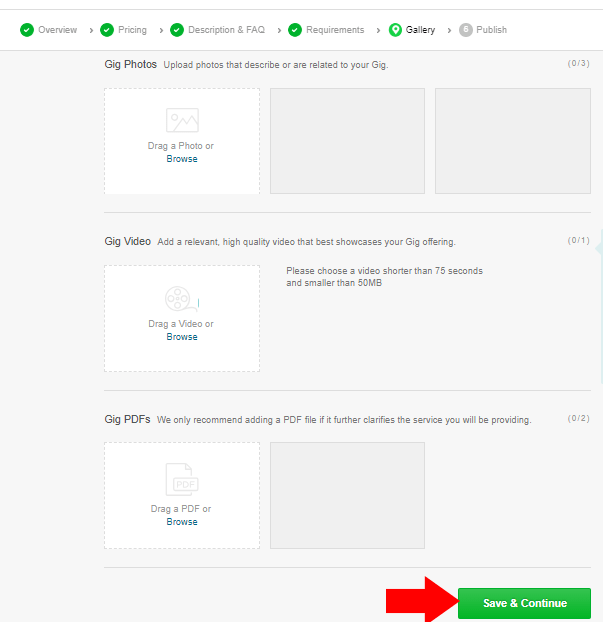 Overview › Pricing › Description & FAQ › Requirements › Gallery › 6 Publish
Gig Photos Upload photos that describe or are related to your Gig. (0/3)
Drag a Photo or
Browse
Gig Video Add a relevant, high quality video that best showcases your Gig offering. (0/1)
Please choose a video shorter than 75 seconds
and smaller than 50MB
Drag a Video or
Browse
Gig PDFs We only recommend adding a PDF file if it further clarifies the service you will be providing. (0/2)
PDF
Drag a PDF or
Browse
Save & Continue